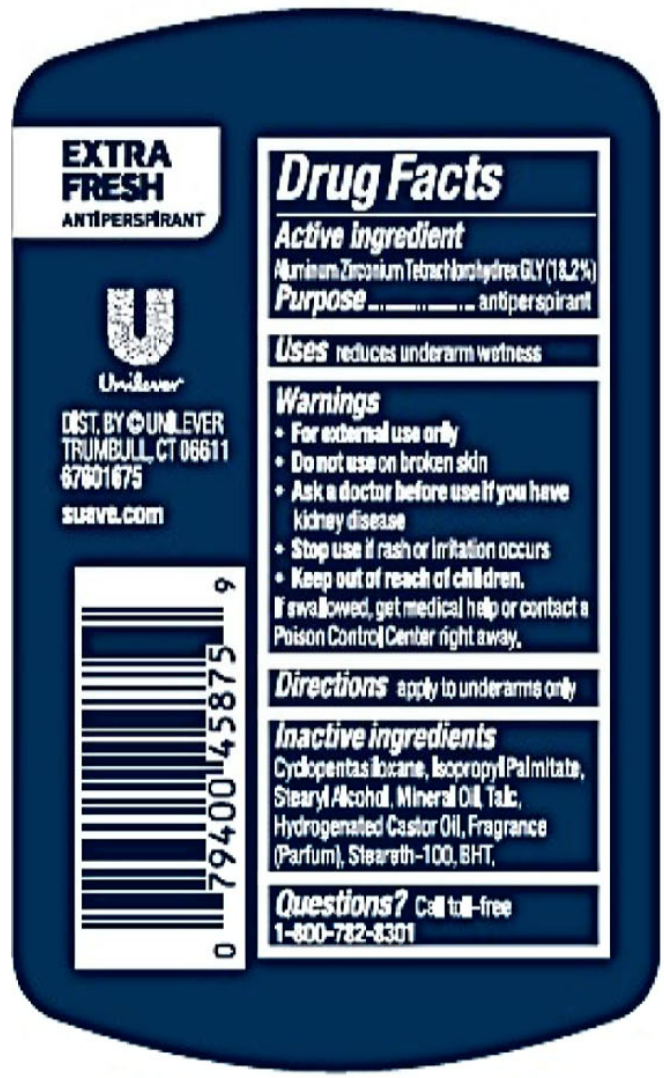 EXTRA
FRESH
ANTIPERSPIRANT
Unilever
DIST. BY © UNILEVER
TRUMBULL, CT 06611
67801675
suave.com
0 79400 45875 9
Drug Facts
Active ingredient
Aluminum Zirconium Tetrachlorohydrex GLY (18.2%)
Purpose.................... antiperspirant
Uses reduces underarm wetness
Warnings
• For external use only
• Do not use on broken skin
• Ask a doctor before use if you have
kidney disease
• Stop use if rash or irritation occurs
• Keep out of reach of children.
If swallowed, get medical help or contact a
Poison Control Center right away.
Directions apply to underarms only
Inactive ingredients
Cyclopentasiloxane, Isopropyl Palmitate,
Stearyl Alcohol, Mineral Oil, Talc,
Hydrogenated Castor Oil, Fragrance
(Parfum), Steareth-100, BHT.
Questions? Call toll-free
1-800-782-8301